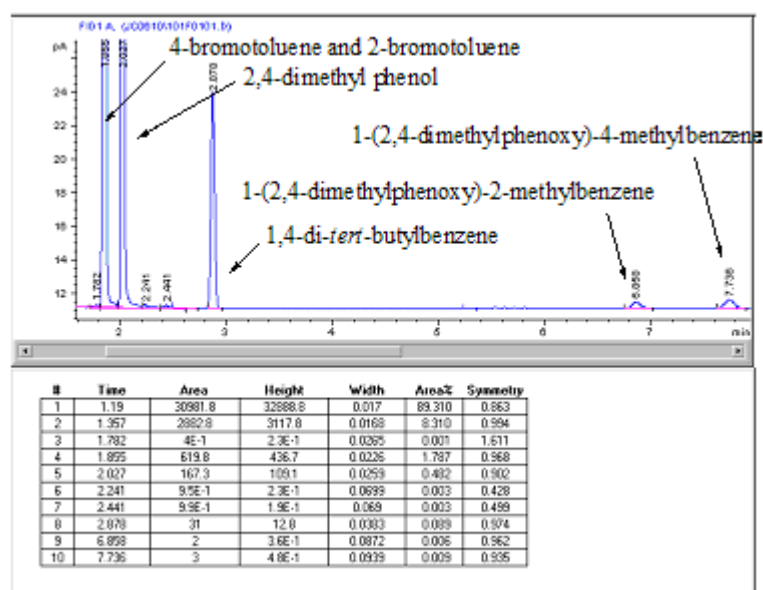 FID1 A, (JC0610\101F0101.D)
pA
4-bromotoluene and 2-bromotoluene
2,4-dimethyl phenol
1-(2,4-dimethylphenoxy)-4-methylbenzene
1-(2,4-dimethylphenoxy)-2-methylbenzene
1,4-di-tert-butylbenzene
1.855
2.027
1.782
2.241
2.441
6.858
7.736
24
22
20
18
16
14
12
2 3 4 5 6 7 min
# Time Area Height Width Area% Symmetry
1 1.19 30981.8 32888.8 0.017 89.310 0.863
2 1.357 2882.8 3117.8 0.0168 8.310 0.994
3 1.782 4E-1 2.3E-1 0.0265 0.001 1.611
4 1.855 619.8 436.7 0.0226 1.787 0.968
5 2.027 167.3 109.1 0.0259 0.482 0.902
6 2.241 9.5E-1 2.3E-1 0.0699 0.003 0.428
7 2.441 9.9E-1 1.9E-1 0.069 0.003 0.499
8 2.878 31 12.8 0.0383 0.089 0.974
9 6.858 2 3.6E-1 0.0872 0.006 0.962
10 7.736 3 4.8E-1 0.0939 0.009 0.935